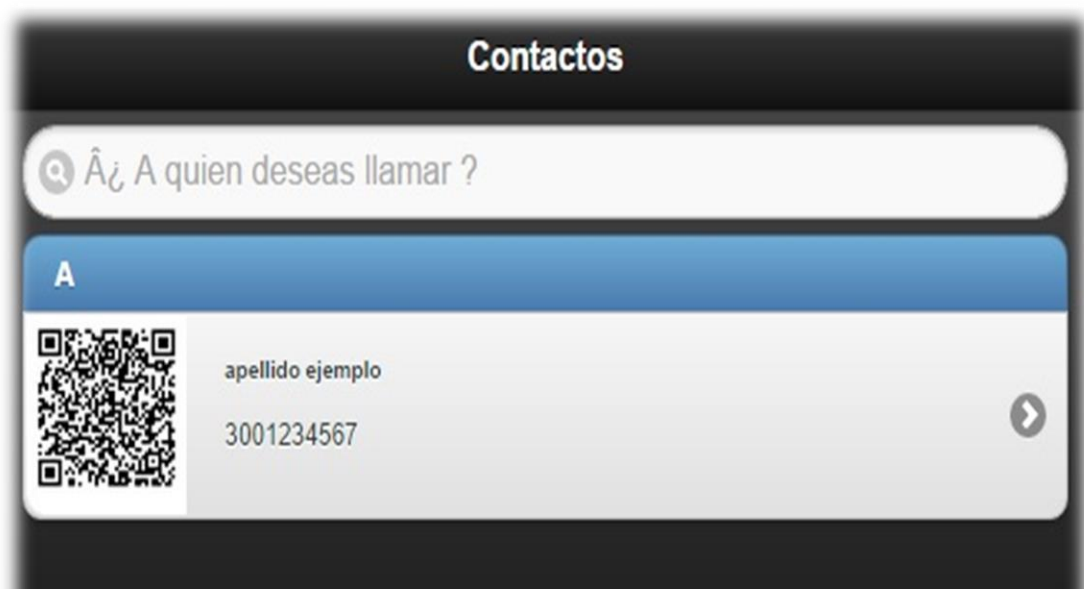 Contactos
Â¿ A quien deseas llamar ?
A
apellido ejemplo
3001234567